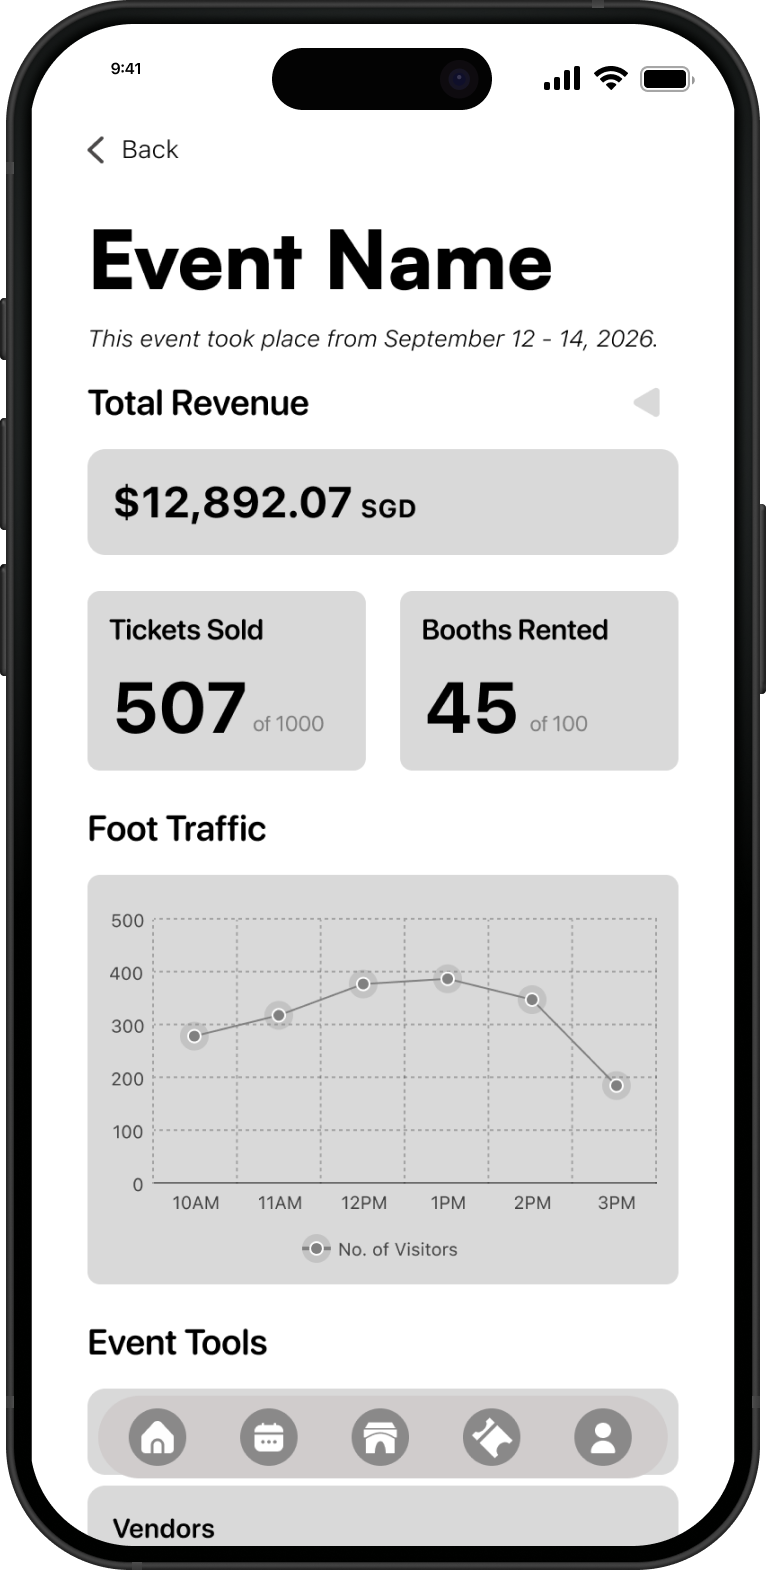 9:41
Back
Event Name
This event took place from September 12 - 14, 2026.
Total Revenue
$12,892.07 SGD
Tickets Sold
507 of 1000
Booths Rented
45 of 100
Foot Traffic
500
400
300
200
100
0
10AM 11AM 12PM 1PM 2PM 3PM
No. of Visitors
Event Tools
Vendors